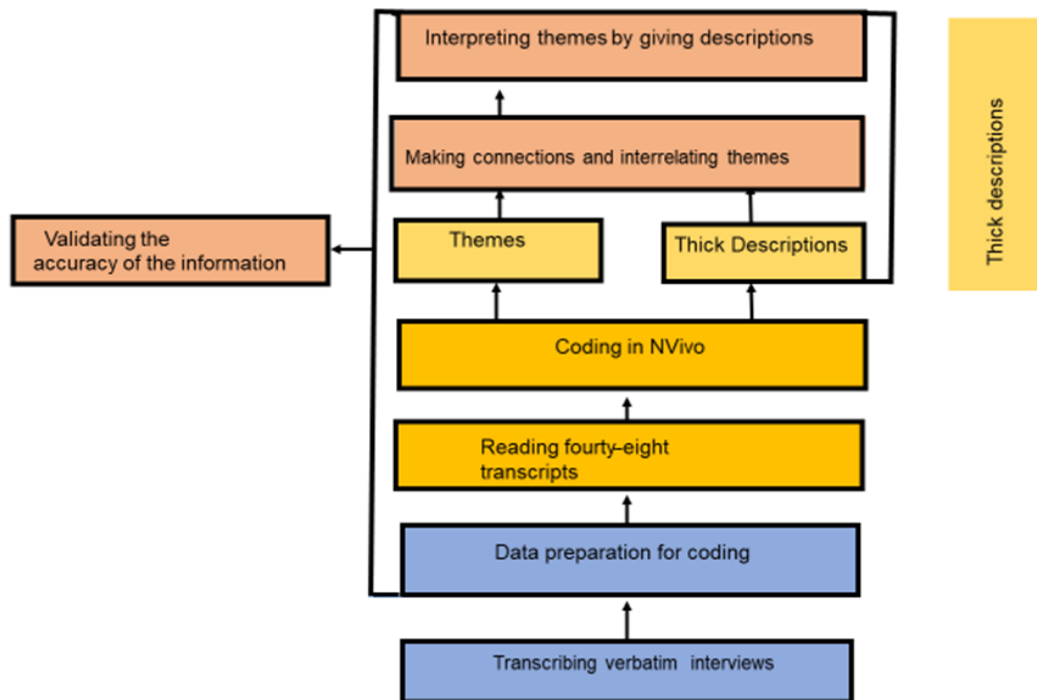 Interpreting themes by giving descriptions
Making connections and interrelating themes
Validating the
accuracy of the information
Themes
Thick Descriptions
Thick descriptions
Coding in NVivo
Reading fourty-eight
transcripts
Data preparation for coding
Transcribing verbatim interviews